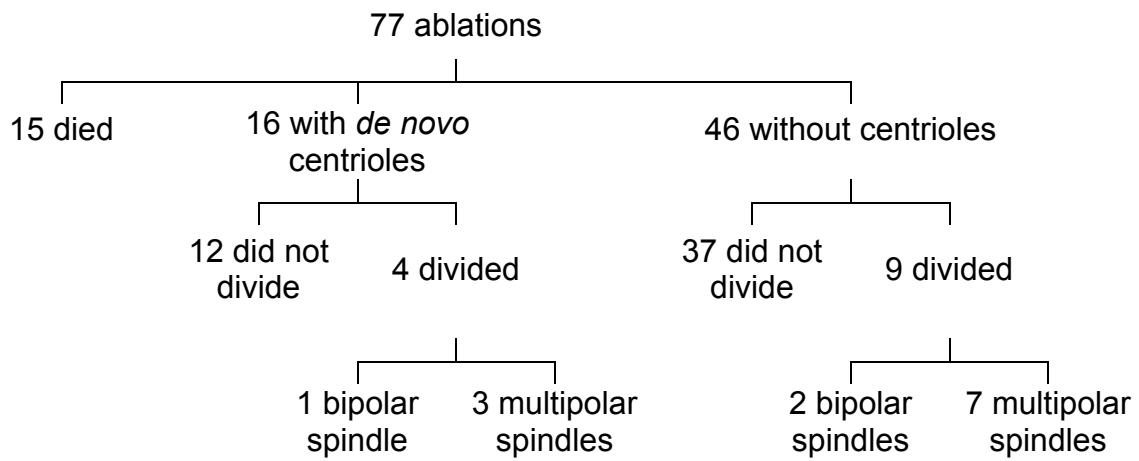 77 ablations
15 died
16 with de novo
centrioles
46 without centrioles
12 did not
divide
4 divided
37 did not
divide
9 divided
1 bipolar
spindle
3 multipolar
spindles
2 bipolar
spindles
7 multipolar
spindles